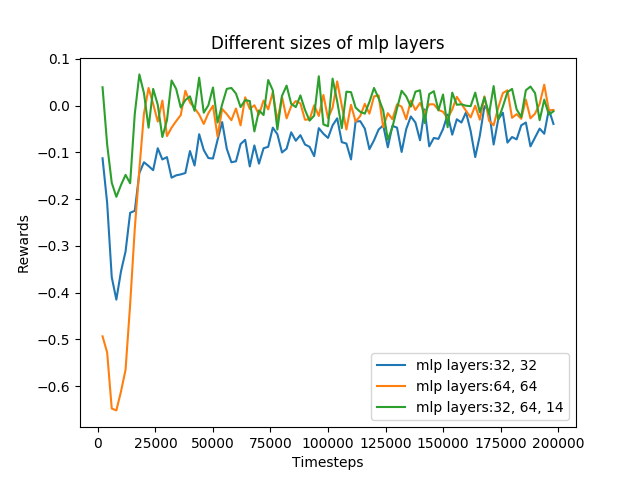 Different sizes of mlp layers
Rewards
0.1
0.0
−0.1
−0.2
−0.3
−0.4
−0.5
−0.6
mlp layers:32, 32
mlp layers:64, 64
mlp layers:32, 64, 14
0 25000 50000 75000 100000 125000 150000 175000 200000
Timesteps